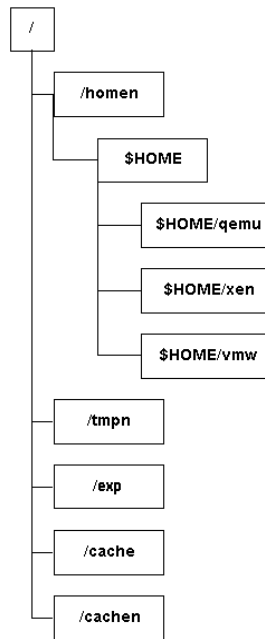 /
/homen
$HOME
$HOME/qemu
$HOME/xen
$HOME/vmw
/tmpn
/exp
/cache
/cachen